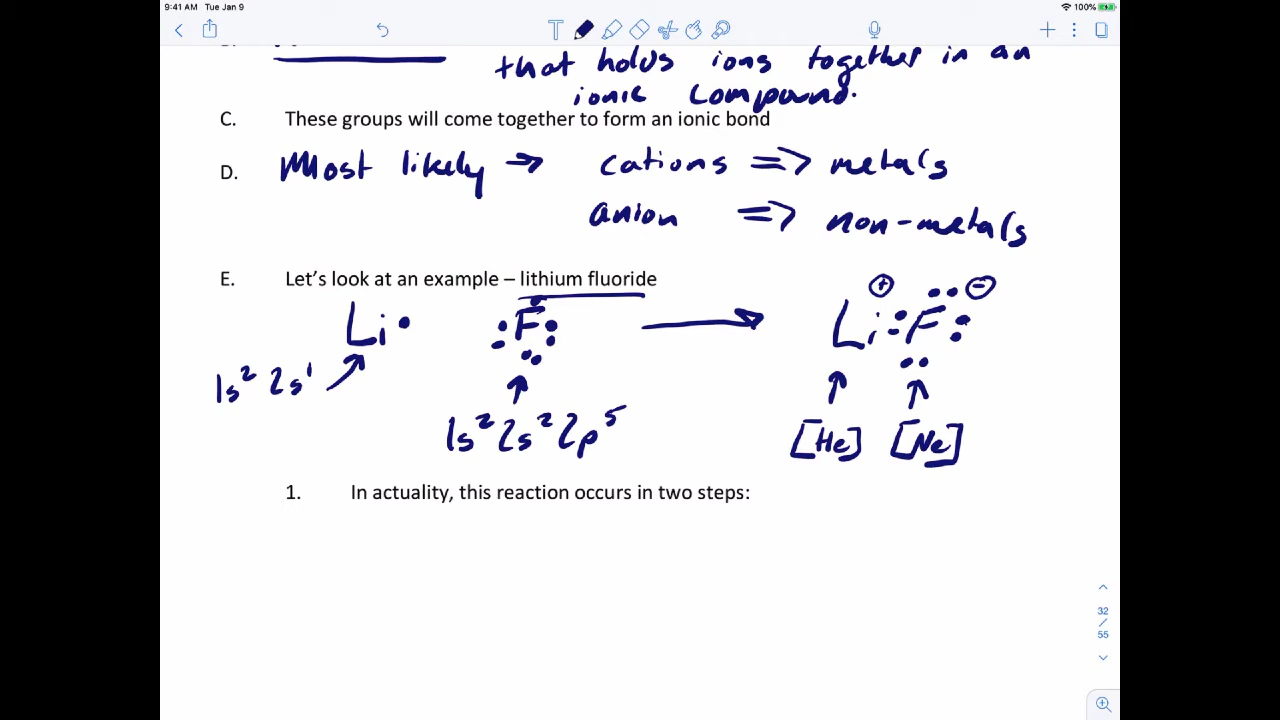 9:41 AM Tue Jan 9
100%
T
that holds ions together in an
ionic compound.
C. These groups will come together to form an ionic bond
D. Most likely → cations => metals
anion => non-metals
E. Let's look at an example – lithium fluoride
Li F → Li + F −
1s² 2s¹
1s² 2s² 2p⁵ [He] [Ne]
1. In actuality, this reaction occurs in two steps:
32
/
55